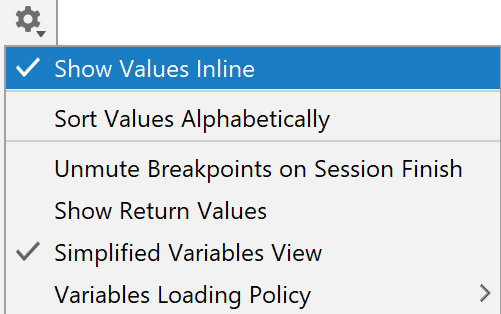 Show Values Inline
Sort Values Alphabetically
Unmute Breakpoints on Session Finish
Show Return Values
Simplified Variables View
Variables Loading Policy